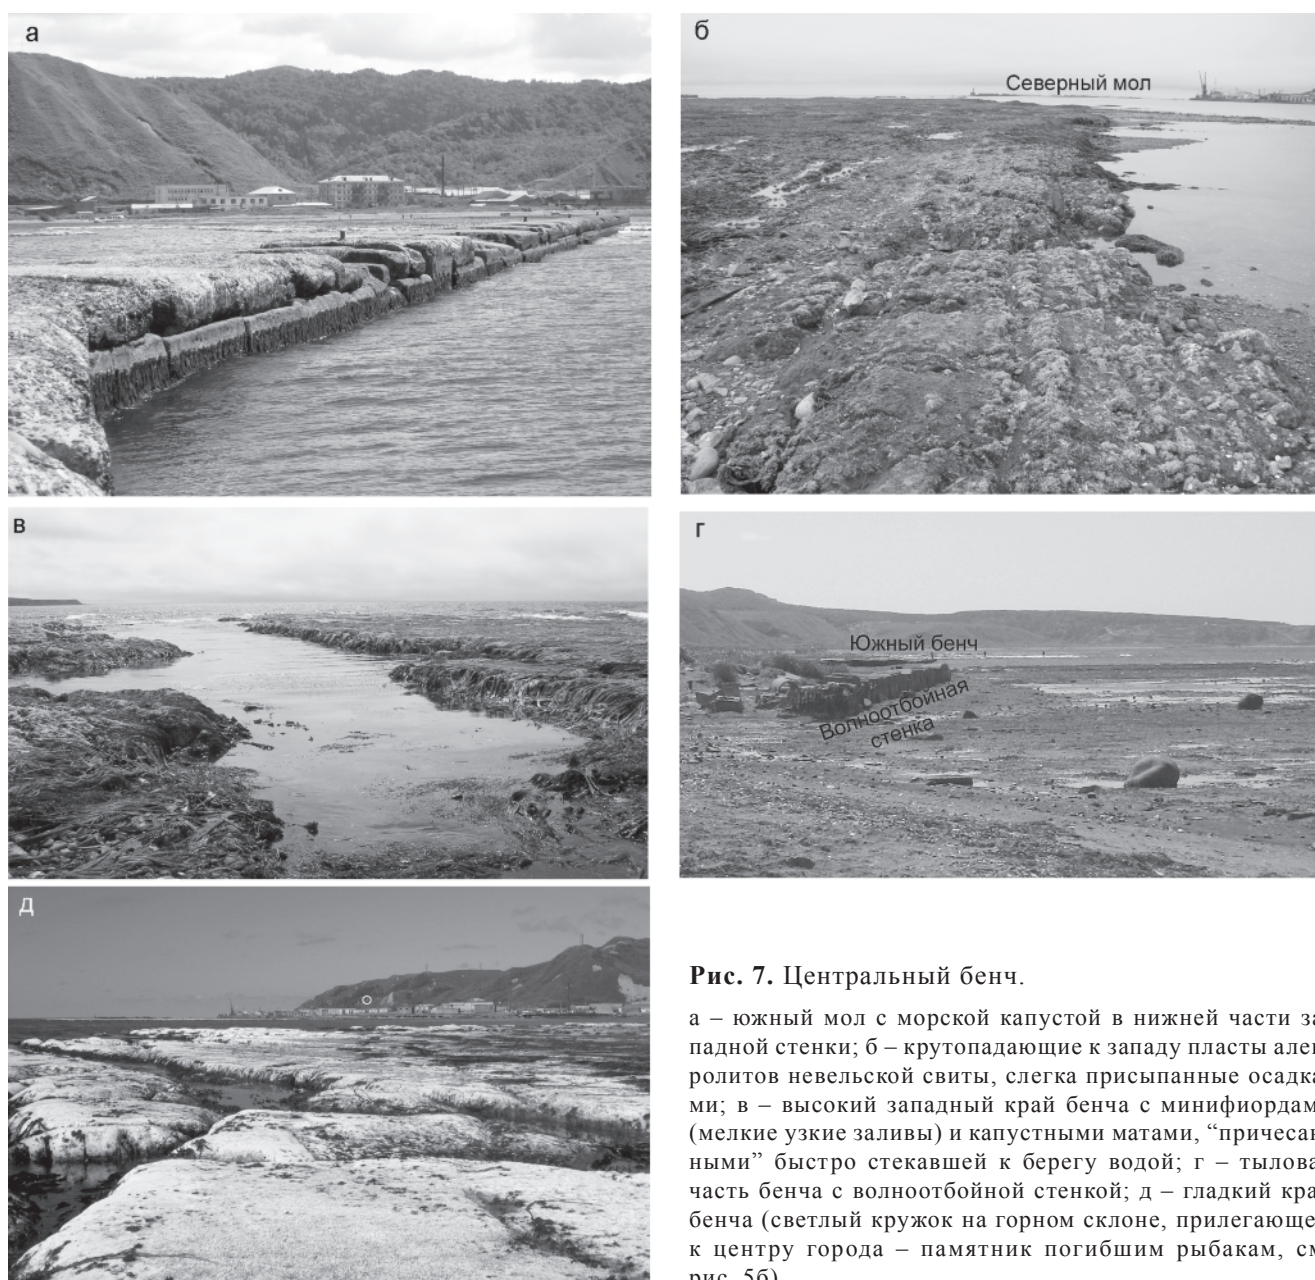 а
б
Северный мол
в
г
Южный бенч
Волноотбойная
стенка
д
Рис. 7. Центральный бенч.
а – южный мол с морской капустой в нижней части за
падной стенки; б – крутопадающие к западу пласты алев
ролитов невельской свиты, слегка присыпанные осадка
ми; в – высокий западный край бенча с минифиордам
(мелкие узкие заливы) и капустными матами, “причесан
ными” быстро стекавшей к берегу водой; г – тылова
часть бенча с волноотбойной стенкой; д – гладкий кра
бенча (светлый кружок на горном склоне, прилегающе
к центру города – памятник погибшим рыбакам, см
рис. 5б)